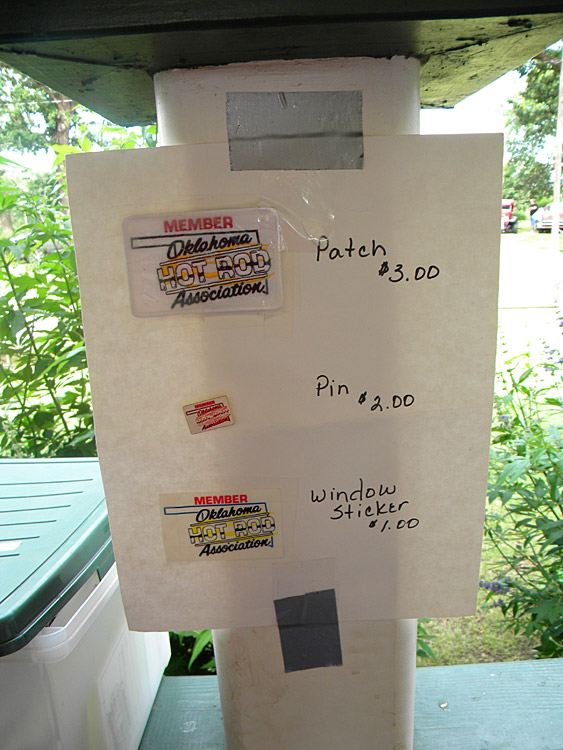 MEMBER
Oklahoma
HOT ROD
Association
Patch
$3.00
Pin $2.00
MEMBER
Oklahoma
HOT ROD
Association
window
Sticker
$1.00